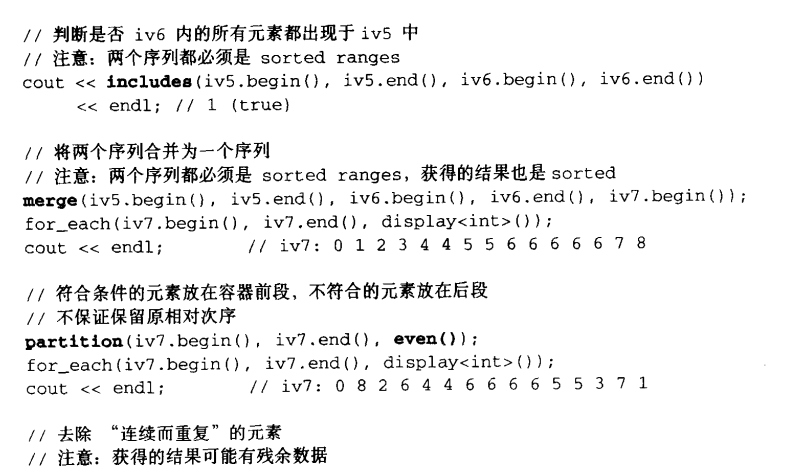 // 判断是否 iv6 内的所有元素都出现于 iv5 中
// 注意：两个序列都必须是 sorted ranges
cout << includes(iv5.begin(), iv5.end(), iv6.begin(), iv6.end())
<< endl; // 1 (true)
// 将两个序列合并为一个序列
// 注意：两个序列都必须是 sorted ranges，获得的结果也是 sorted
merge(iv5.begin(), iv5.end(), iv6.begin(), iv6.end(), iv7.begin());
for_each(iv7.begin(), iv7.end(), display<int>());
cout << endl; // iv7: 0 1 2 3 4 4 5 5 6 6 6 6 6 7 8
// 符合条件的元素放在容器前段，不符合的元素放在后段
// 不保证保留原相对次序
partition(iv7.begin(), iv7.end(), even());
for_each(iv7.begin(), iv7.end(), display<int>());
cout << endl; // iv7: 0 8 2 6 4 4 6 6 6 6 5 5 3 7 1
// 去除 “连续而重复”的元素
// 注意：获得的结果可能有残余数据